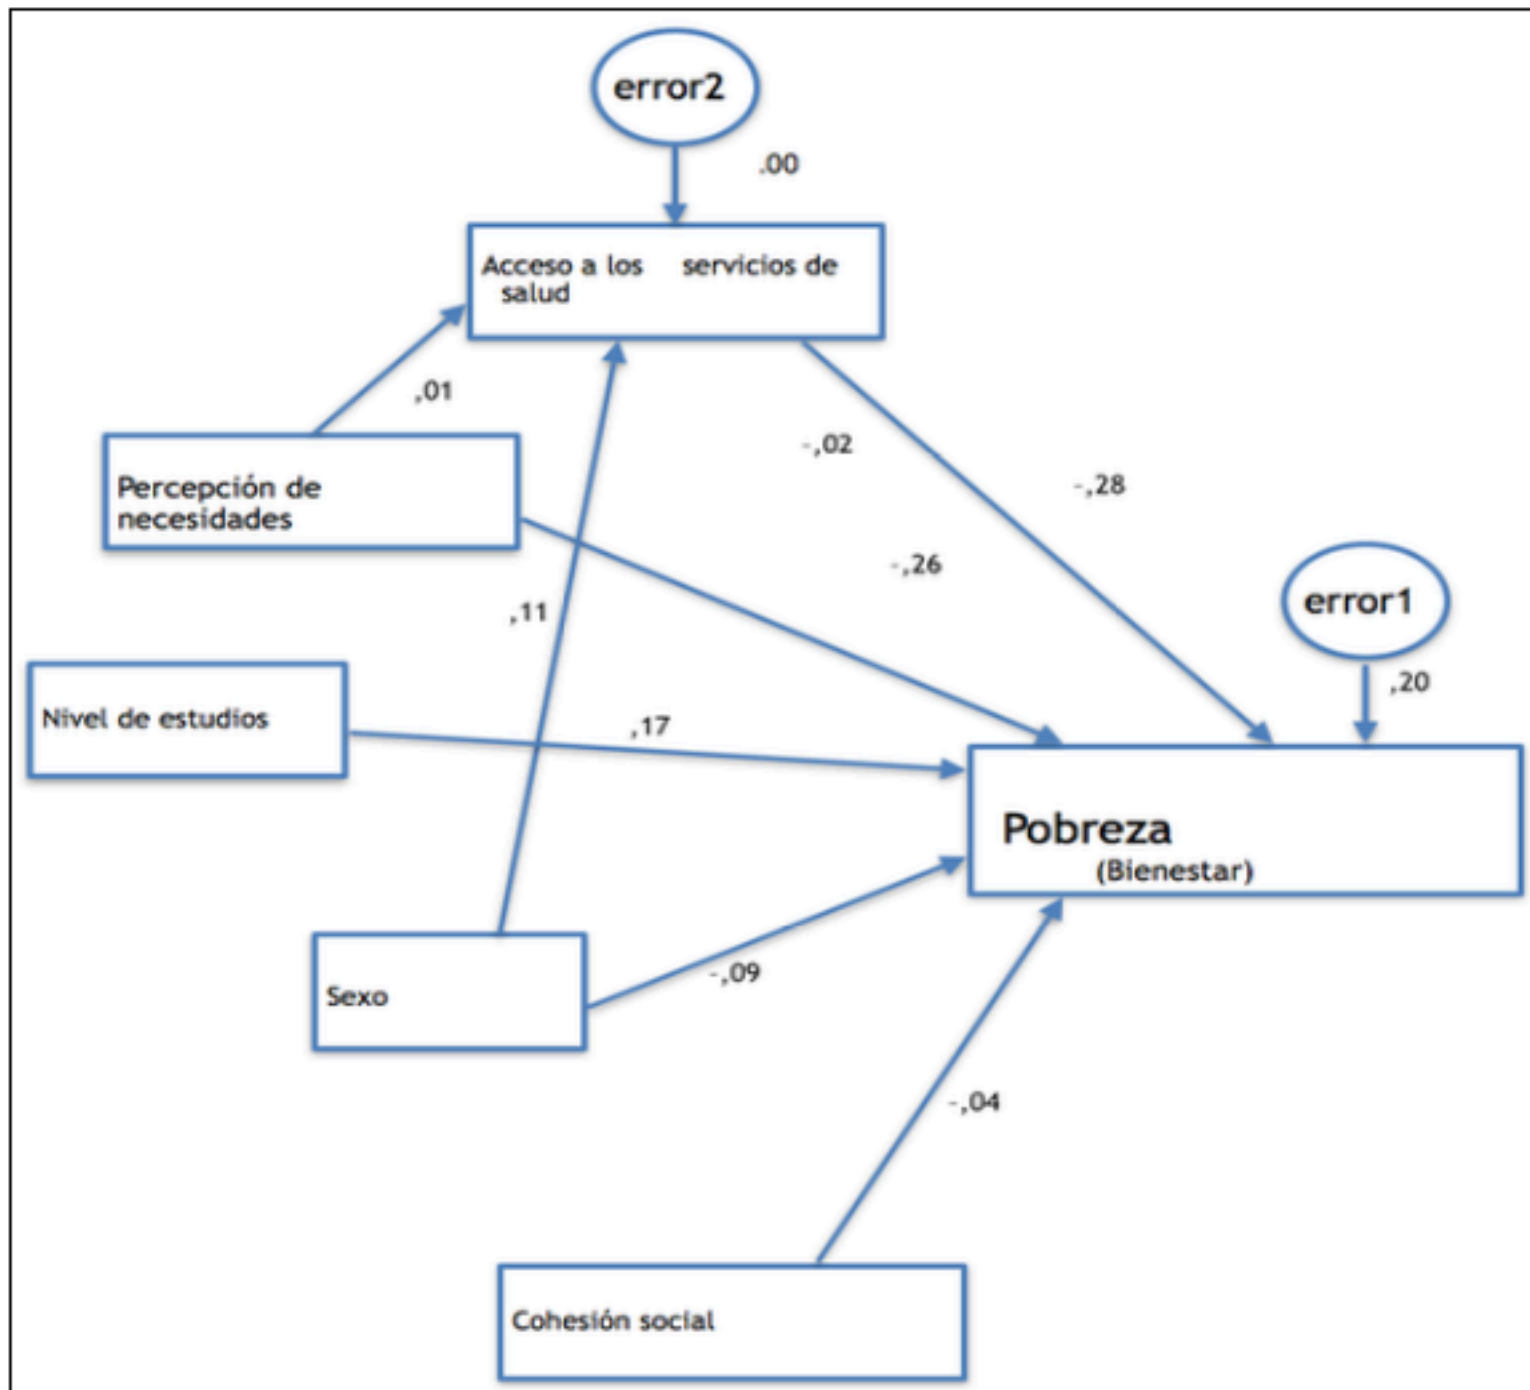 error2
.00
Acceso a los servicios de
salud
,01
-,02
-,28
Percepción de
necesidades
-,26
error1
,11
,20
Nivel de estudios
,17
Pobreza
(Bienestar)
-,09
Sexo
-,04
Cohesión social